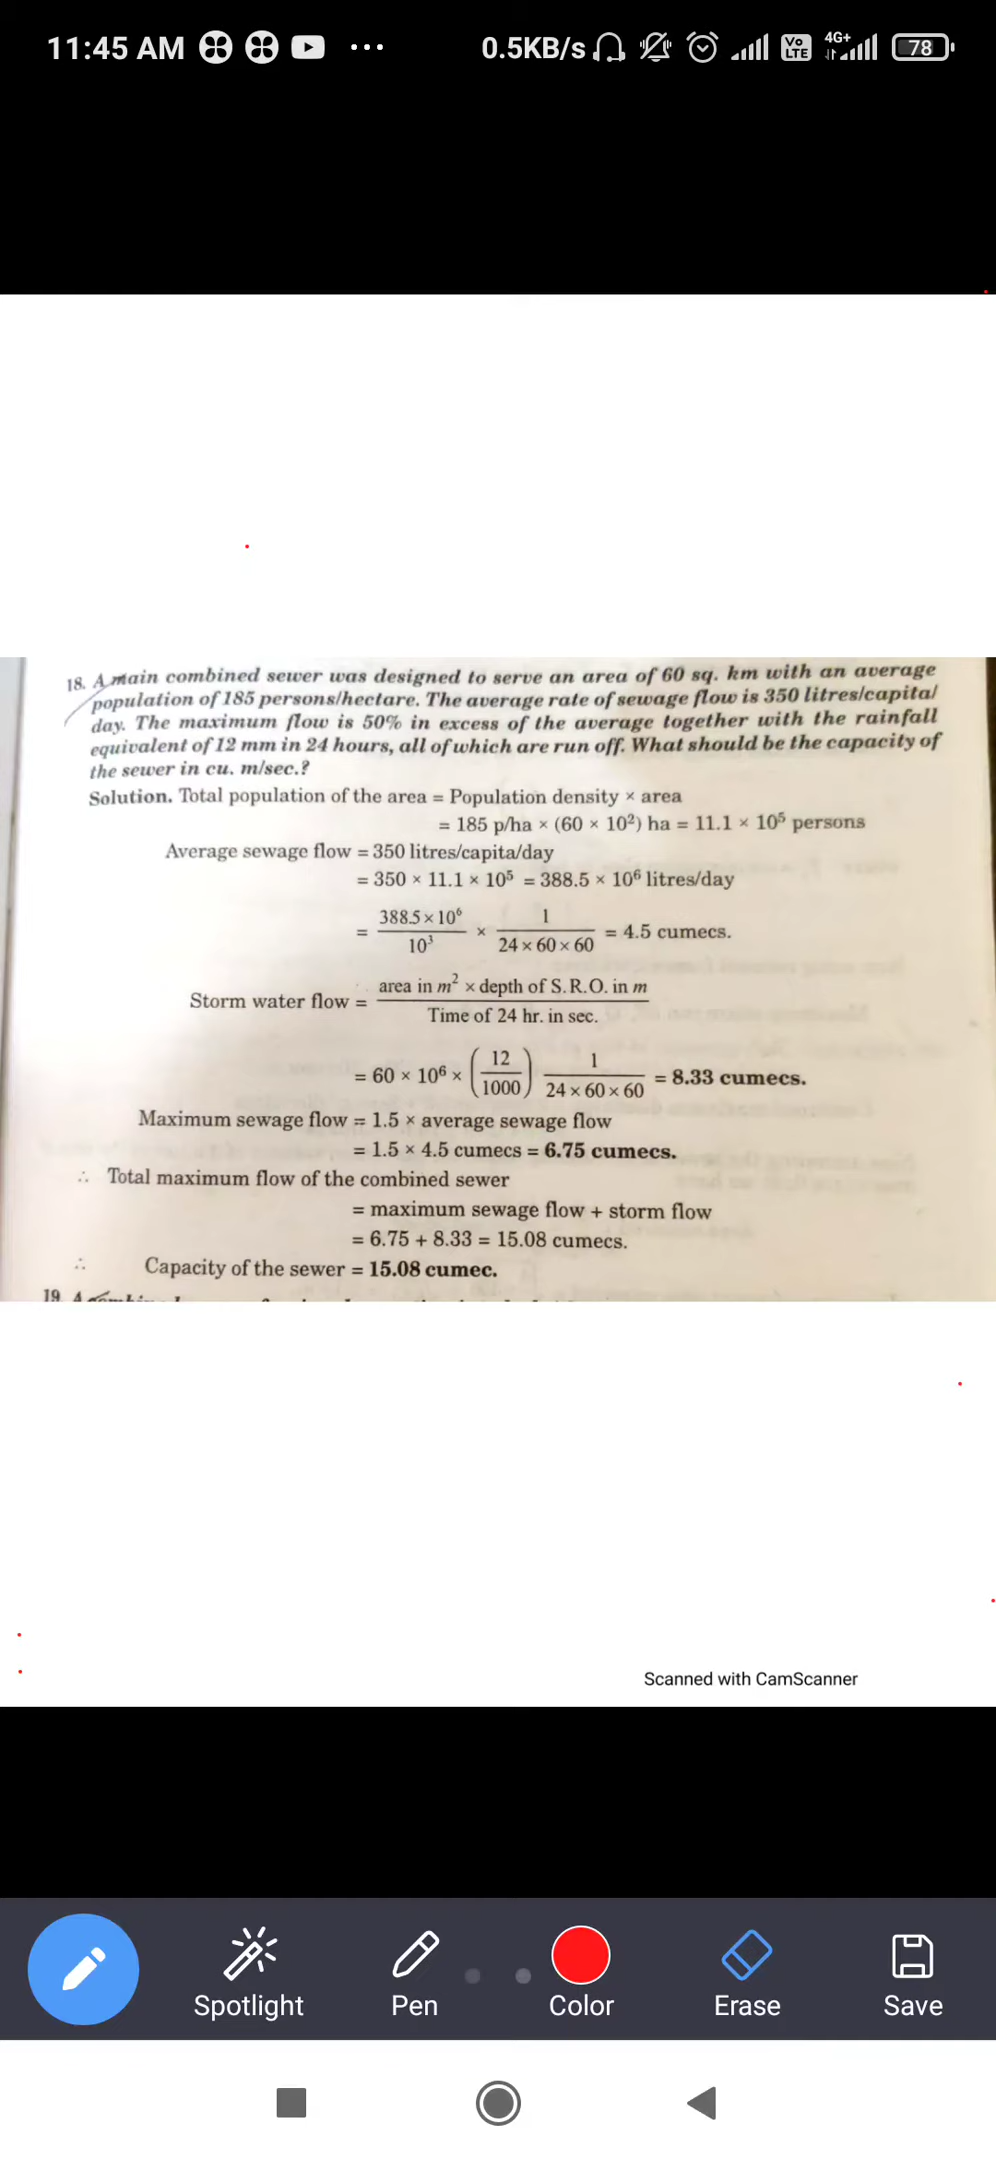 11:45 AM ... 0.5KB/s Vo LTE 4G+ 78
18. A main combined sewer was designed to serve an area of 60 sq. km with an average
population of 185 persons/hectare. The average rate of sewage flow is 350 litres/capita/
day. The maximum flow is 50% in excess of the average together with the rainfall
equivalent of 12 mm in 24 hours, all of which are run off. What should be the capacity of
the sewer in cu. m/sec.?
Solution. Total population of the area = Population density × area
= 185 p/ha × (60 × 10²) ha = 11.1 × 10⁵ persons
Average sewage flow = 350 litres/capita/day
= 350 × 11.1 × 10⁵ = 388.5 × 10⁶ litres/day
= 388.5 × 10⁶ / 10³ × 1 / 24 × 60 × 60 = 4.5 cumecs.
Storm water flow = area in m² × depth of S.R.O. in m / Time of 24 hr. in sec.
= 60 × 10⁶ × (12 / 1000) 1 / 24 × 60 × 60 = 8.33 cumecs.
Maximum sewage flow = 1.5 × average sewage flow
= 1.5 × 4.5 cumecs = 6.75 cumecs.
∴ Total maximum flow of the combined sewer
= maximum sewage flow + storm flow
= 6.75 + 8.33 = 15.08 cumecs.
∴ Capacity of the sewer = 15.08 cumec.
19. A
Scanned with CamScanner
Spotlight Pen Color Erase Save